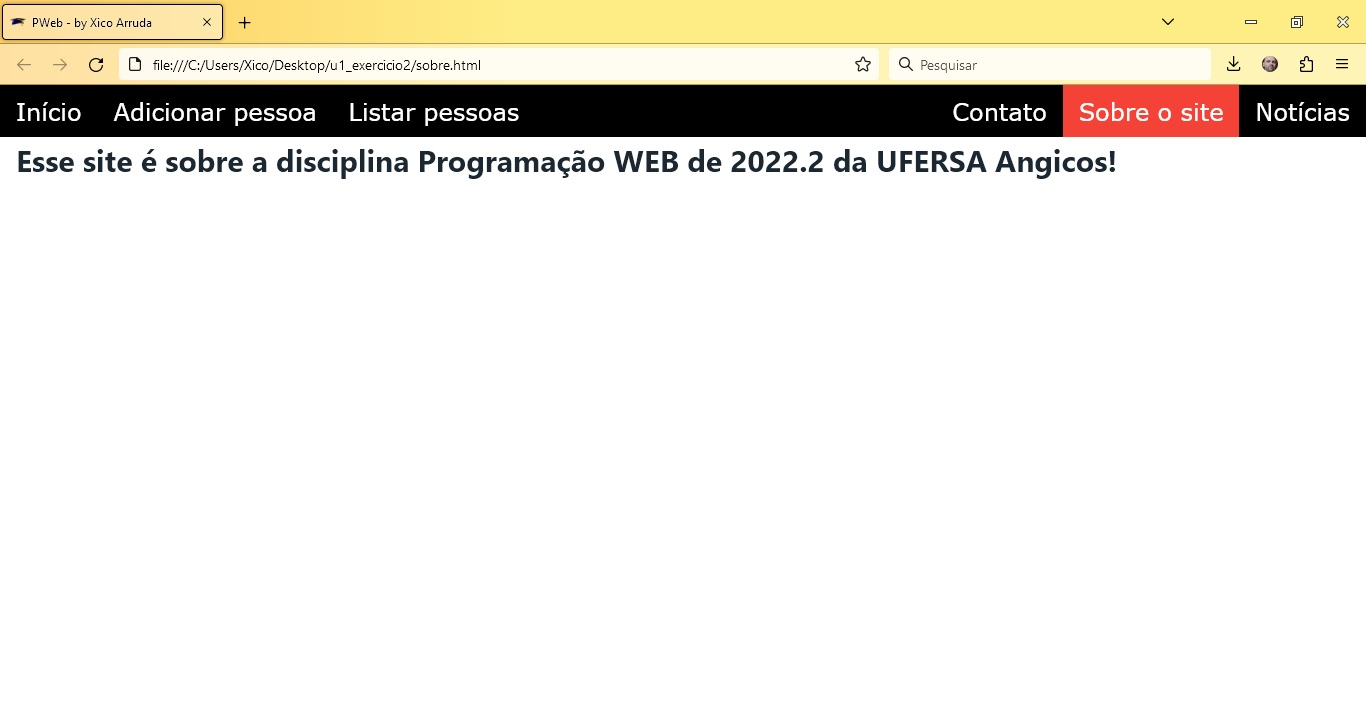 PWeb - by Xico Arruda
file:///C:/Users/Xico/Desktop/u1_exercicio2/sobre.html
Pesquisar
Início Adicionar pessoa Listar pessoas Contato Sobre o site Notícias
Esse site é sobre a disciplina Programação WEB de 2022.2 da UFERSA Angicos!